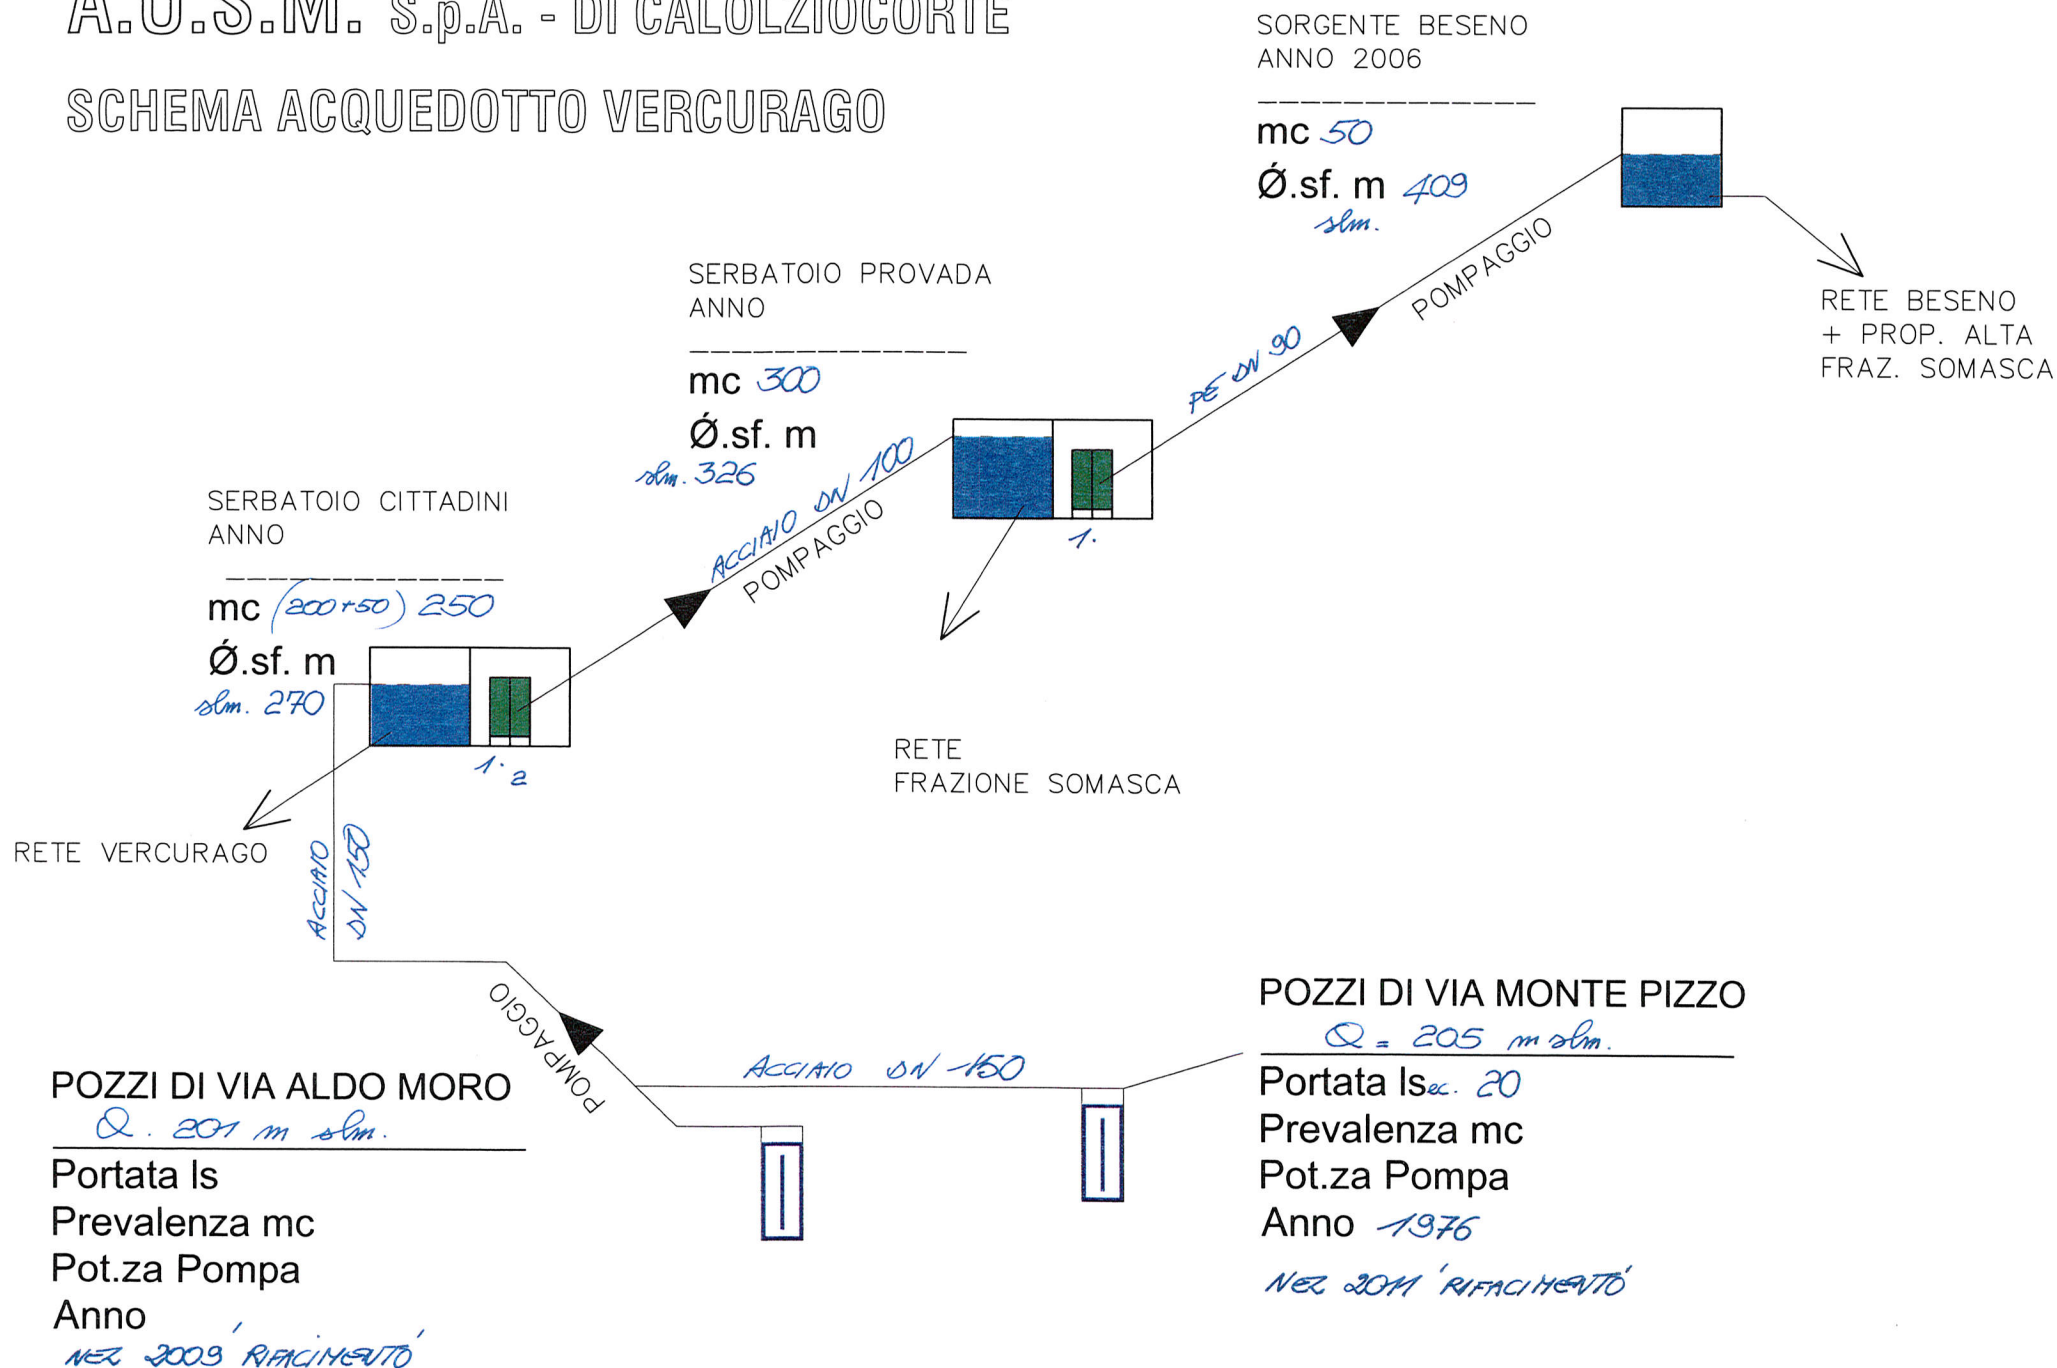 A.U.S.M. S.p.A. - DI CALOLZIOCORTE
SCHEMA ACQUEDOTTO VERCURAGO
SORGENTE BESENO
ANNO 2006
mc 50
Ǿ.sf. m 409
slm.
POMPAGGIO
RETE BESENO
+ PROP. ALTA
FRAZ. SOMASCA
PE DN 90
SERBATOIO PROVADA
ANNO
mc 300
Ǿ.sf. m
slm. 326
ACCIAIO DN 100
POMPAGGIO
1.
RETE
FRAZIONE SOMASCA
SERBATOIO CITTADINI
ANNO
mc (200+50) 250
Ǿ.sf. m
slm. 270
1. 2
RETE VERCURAGO
ACCIAIO
DN 150
POMPAGGIO
POMPAGGIO
ACCIAIO DN 150
POZZI DI VIA MONTE PIZZO
Q = 205 m slm.
Portata lsec. 20
Prevalenza mc
Pot.za Pompa
Anno 1976
NEL 2011 'RIFACIMENTO'
POZZI DI VIA ALDO MORO
Q. 201 m slm.
Portata ls
Prevalenza mc
Pot.za Pompa
Anno
NEL 2009 'RIFACIMENTO'